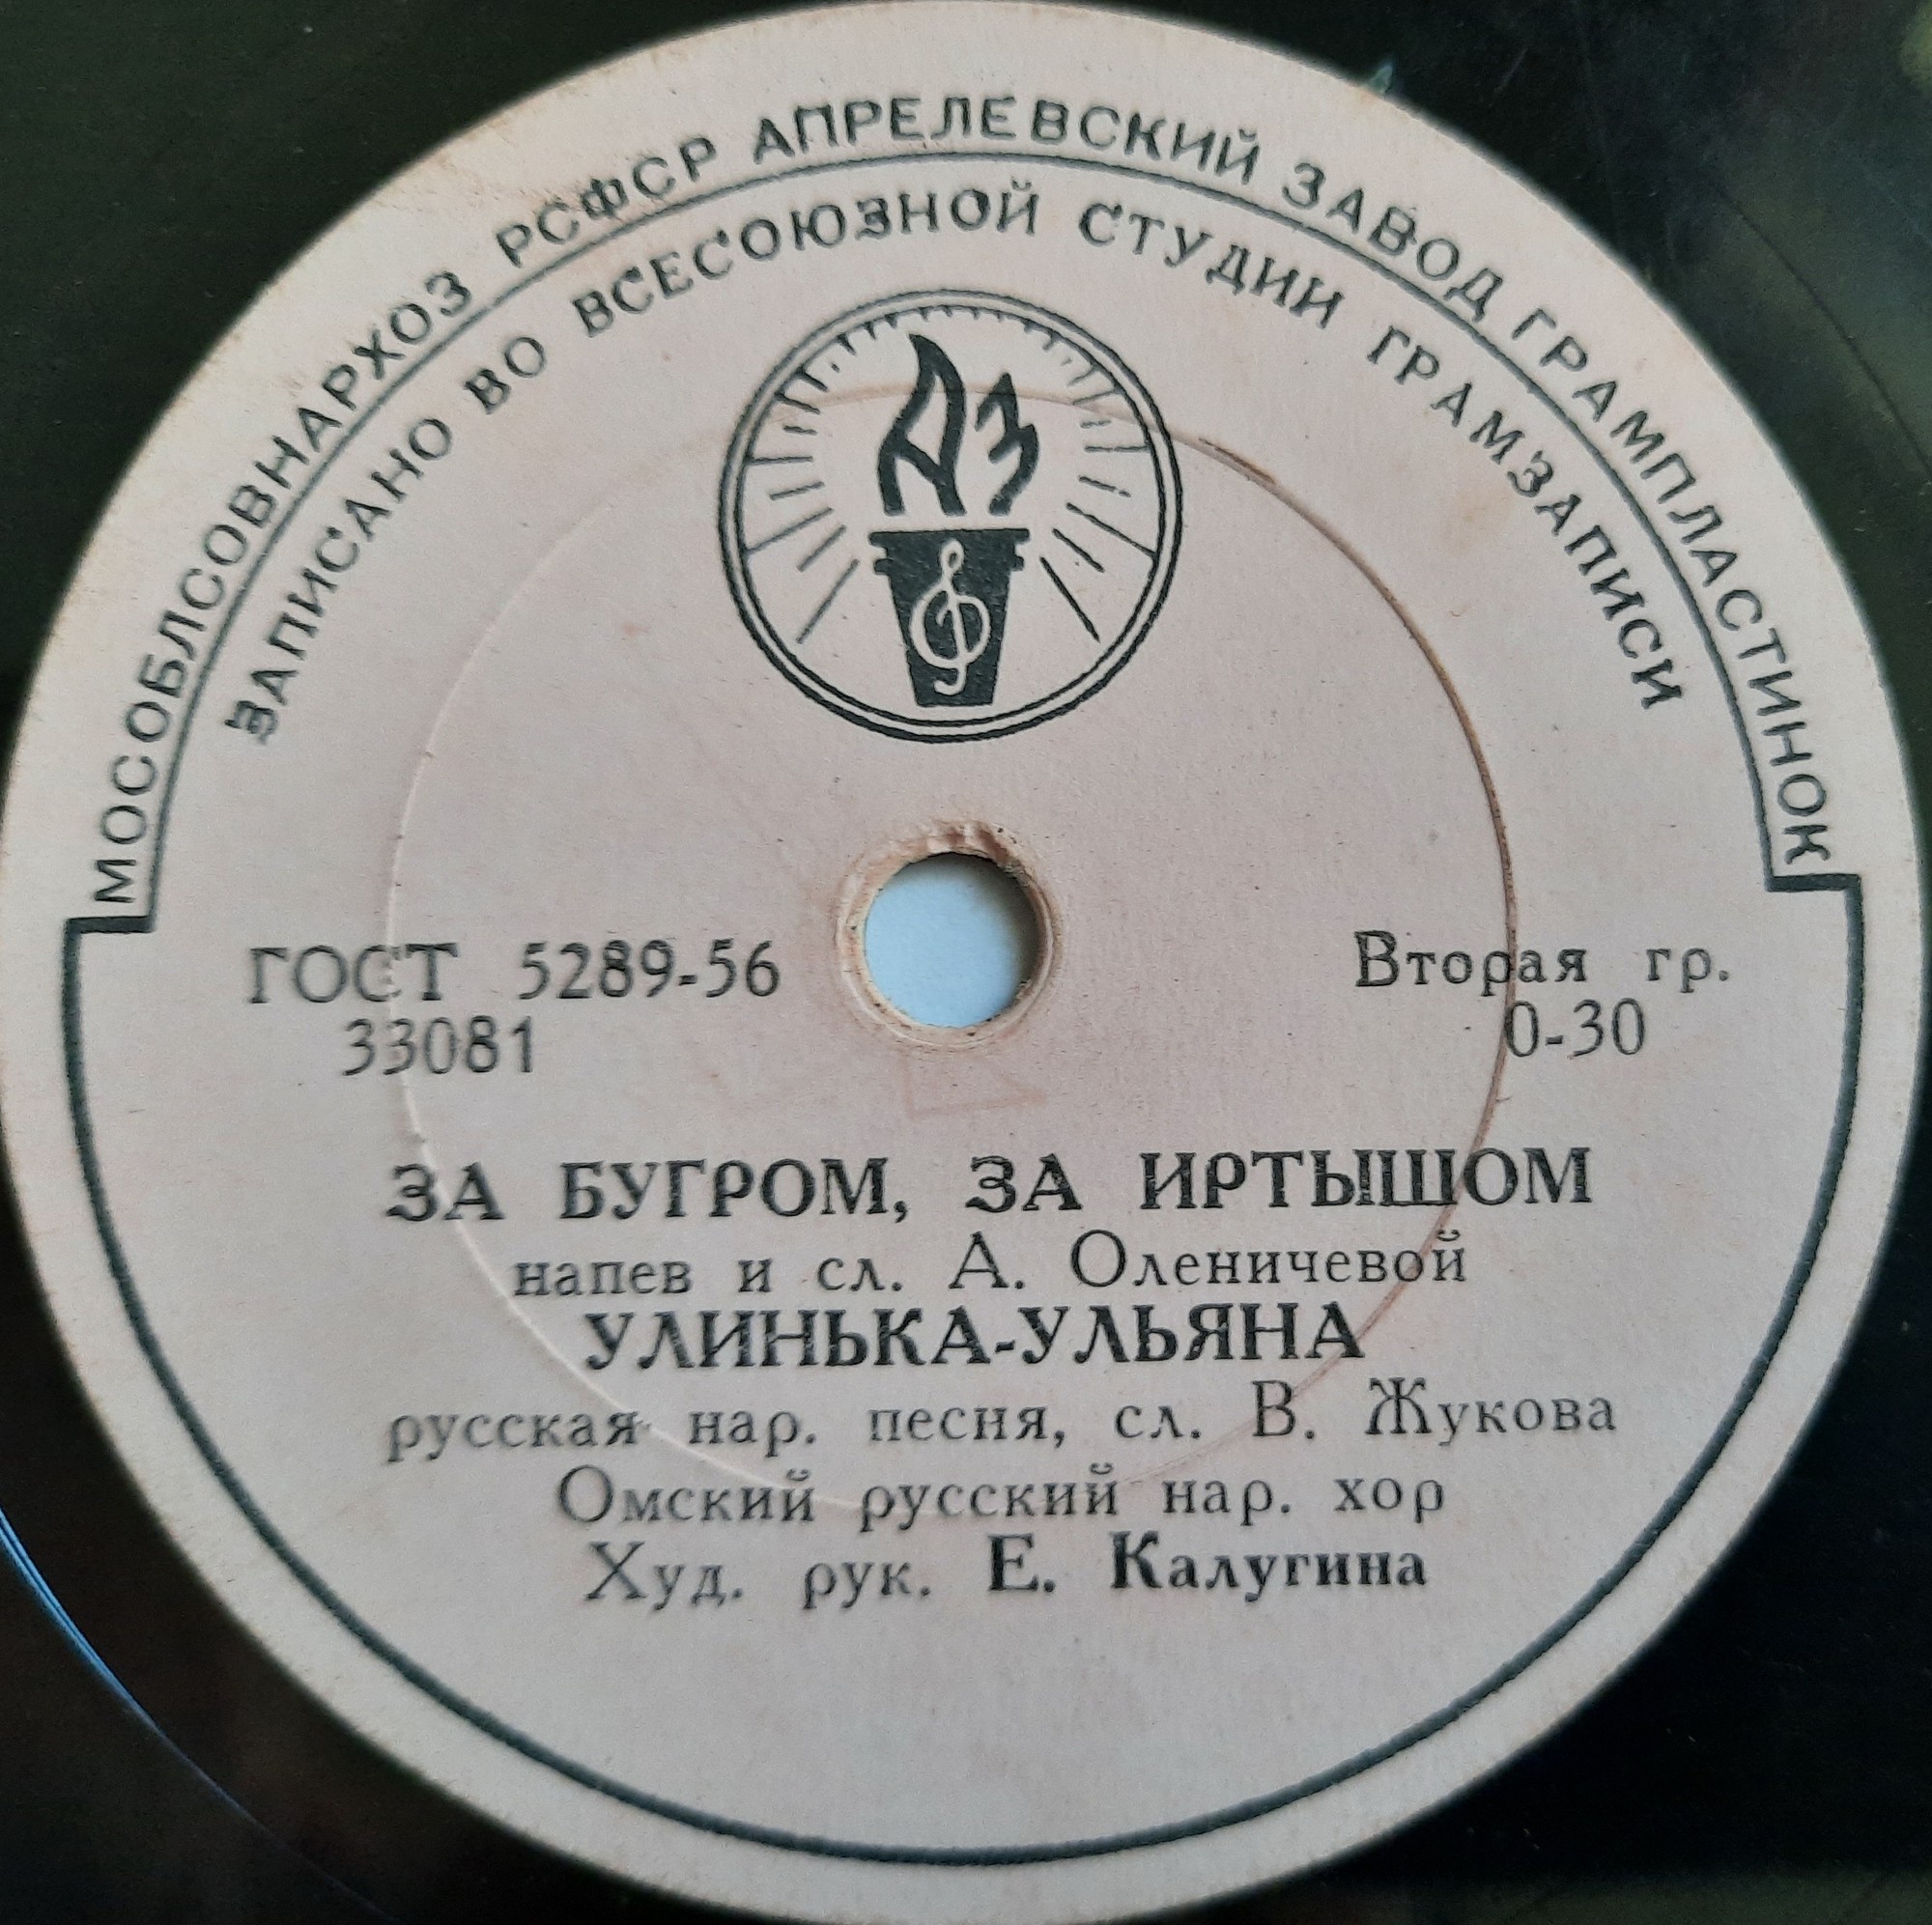 МОСОБЛСОВНАРХОЗ РСФСР АПРЕЛЕВСКИЙ ЗАВОД ГРАМПЛАСТИНОК
ЗАПИСАНО ВО ВСЕСОЮЗНОЙ СТУДИИ ГРАМЗАПИСИ
АЗ
ГОСТ 5289-56
33081
Вторая гр.
0-30
ЗА БУГРОМ, ЗА ИРТЫШОМ
напев и сл. А. Оленичевой
УЛИНЬКА-УЛЬЯНА
русская нар. песня, сл. В. Жукова
Омский русский нар. хор
Худ. рук. Е. Калугина